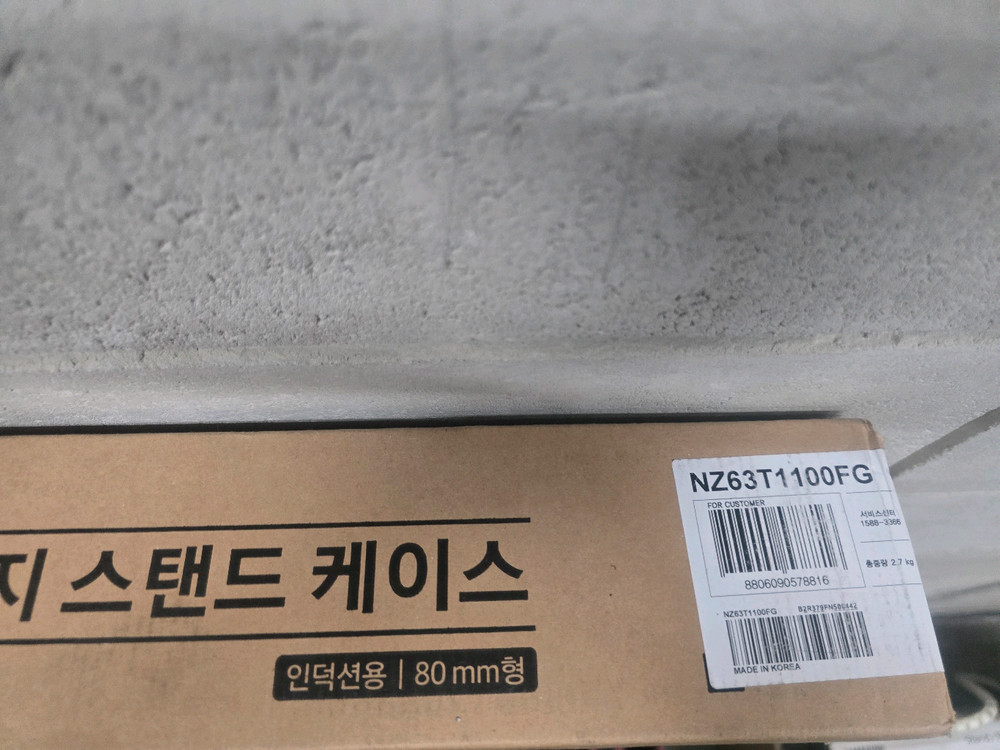 지 스탠드 케이스
인덕션용 | 80 mm형
NZ63T1100FG
FOR CUSTOMER
8806090578816
서비스센터
1588-3366
총중량 2.7 kg
NZ63T1100FG
MADE IN KOREA